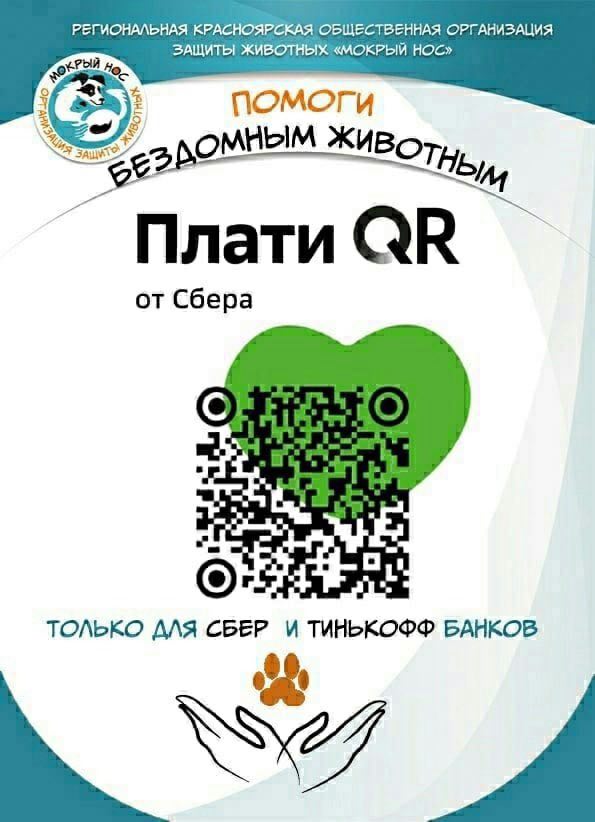 РЕГИОНАЛЬНАЯ КРАСНОЯРСКАЯ ОБЩЕСТВЕННАЯ ОРГАНИЗАЦИЯ
ЗАЩИТЫ ЖИВОТНЫХ «МОКРЫЙ НОС»
МОКРЫЙ НОС
ОРГАНИЗАЦИЯ ЗАЩИТЫ ЖИВОТНЫХ
ПОМОГИ
БЕЗДОМНЫМ ЖИВОТНЫМ
Плати QR
от Сбера
ТОЛЬКО ДЛЯ СБЕР И ТИНЬКОФФ БАНКОВ